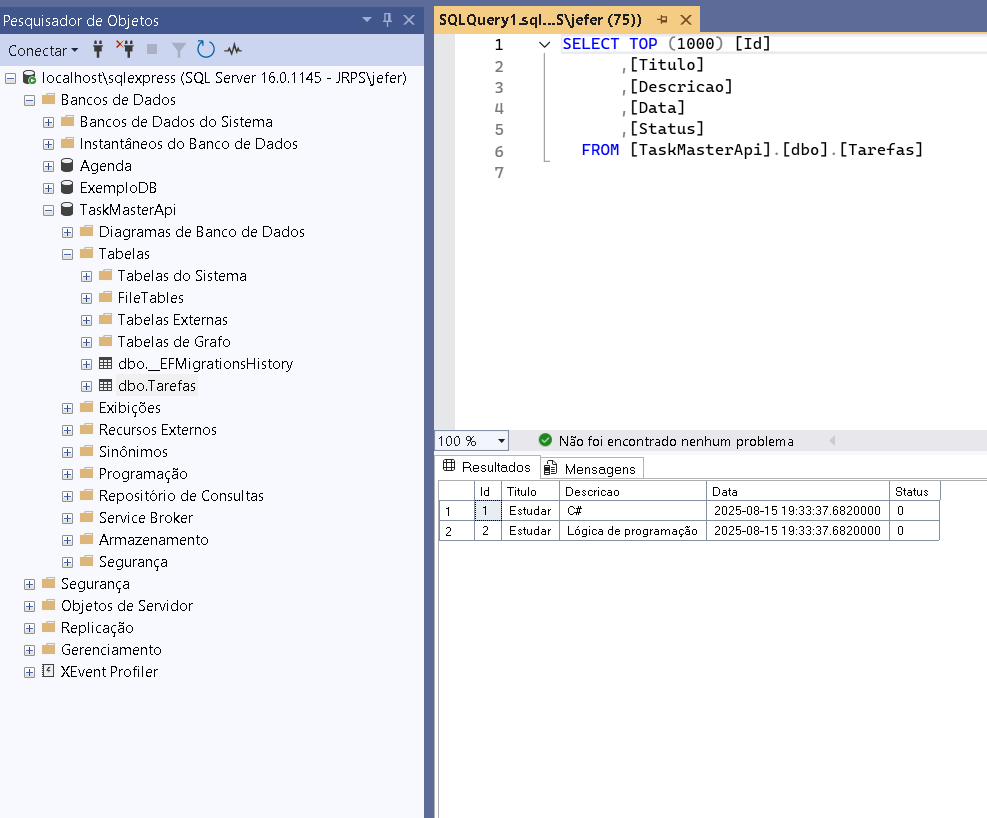 Pesquisador de Objetos
Conectar
localhost\sqlexpress (SQL Server 16.0.1145 - JRPS\jefer)
Bancos de Dados
Bancos de Dados do Sistema
Instantâneos do Banco de Dados
Agenda
ExemploDB
TaskMasterApi
Diagramas de Banco de Dados
Tabelas
Tabelas do Sistema
FileTables
Tabelas Externas
Tabelas de Grafo
dbo.__EFMigrationsHistory
dbo.Tarefas
Exibições
Recursos Externos
Sinônimos
Programação
Repositório de Consultas
Service Broker
Armazenamento
Segurança
Segurança
Objetos de Servidor
Replicação
Gerenciamento
XEvent Profiler
SQLQuery1.sql...S\jefer (75))
1 SELECT TOP (1000) [Id]
2 ,[Titulo]
3 ,[Descricao]
4 ,[Data]
5 ,[Status]
6 FROM [TaskMasterApi].[dbo].[Tarefas]
7
100 % Não foi encontrado nenhum problema
Resultados Mensagens
Id Titulo Descricao Data Status
1 1 Estudar C# 2025-08-15 19:33:37.6820000 0
2 2 Estudar Lógica de programação 2025-08-15 19:33:37.6820000 0